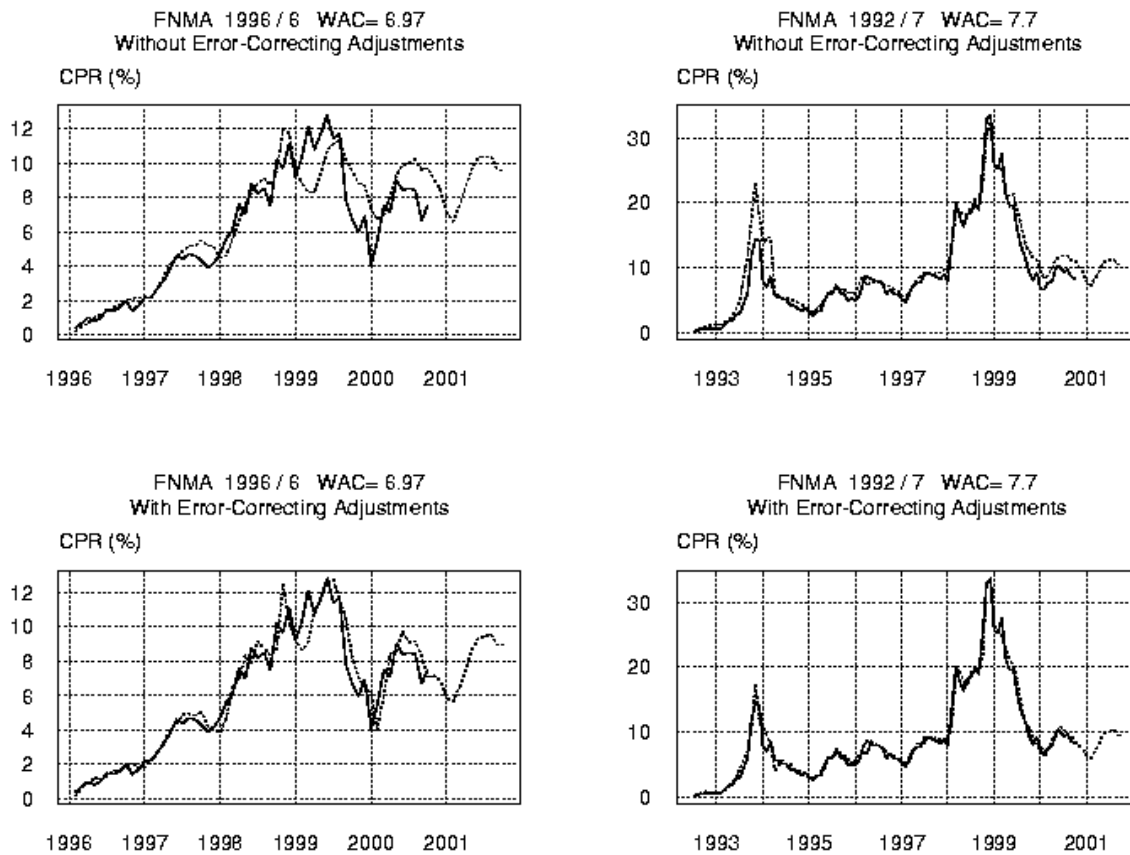 FNMA 1996 / 6 WAC= 6.97
Without Error-Correcting Adjustments
CPR (%)
12
10
8
6
4
2
0
1996 1997 1998 1999 2000 2001
FNMA 1992 / 7 WAC= 7.7
Without Error-Correcting Adjustments
CPR (%)
30
20
10
0
1993 1995 1997 1999 2001
FNMA 1996 / 6 WAC= 6.97
With Error-Correcting Adjustments
CPR (%)
12
10
8
6
4
2
0
1996 1997 1998 1999 2000 2001
FNMA 1992 / 7 WAC= 7.7
With Error-Correcting Adjustments
CPR (%)
30
20
10
0
1993 1995 1997 1999 2001